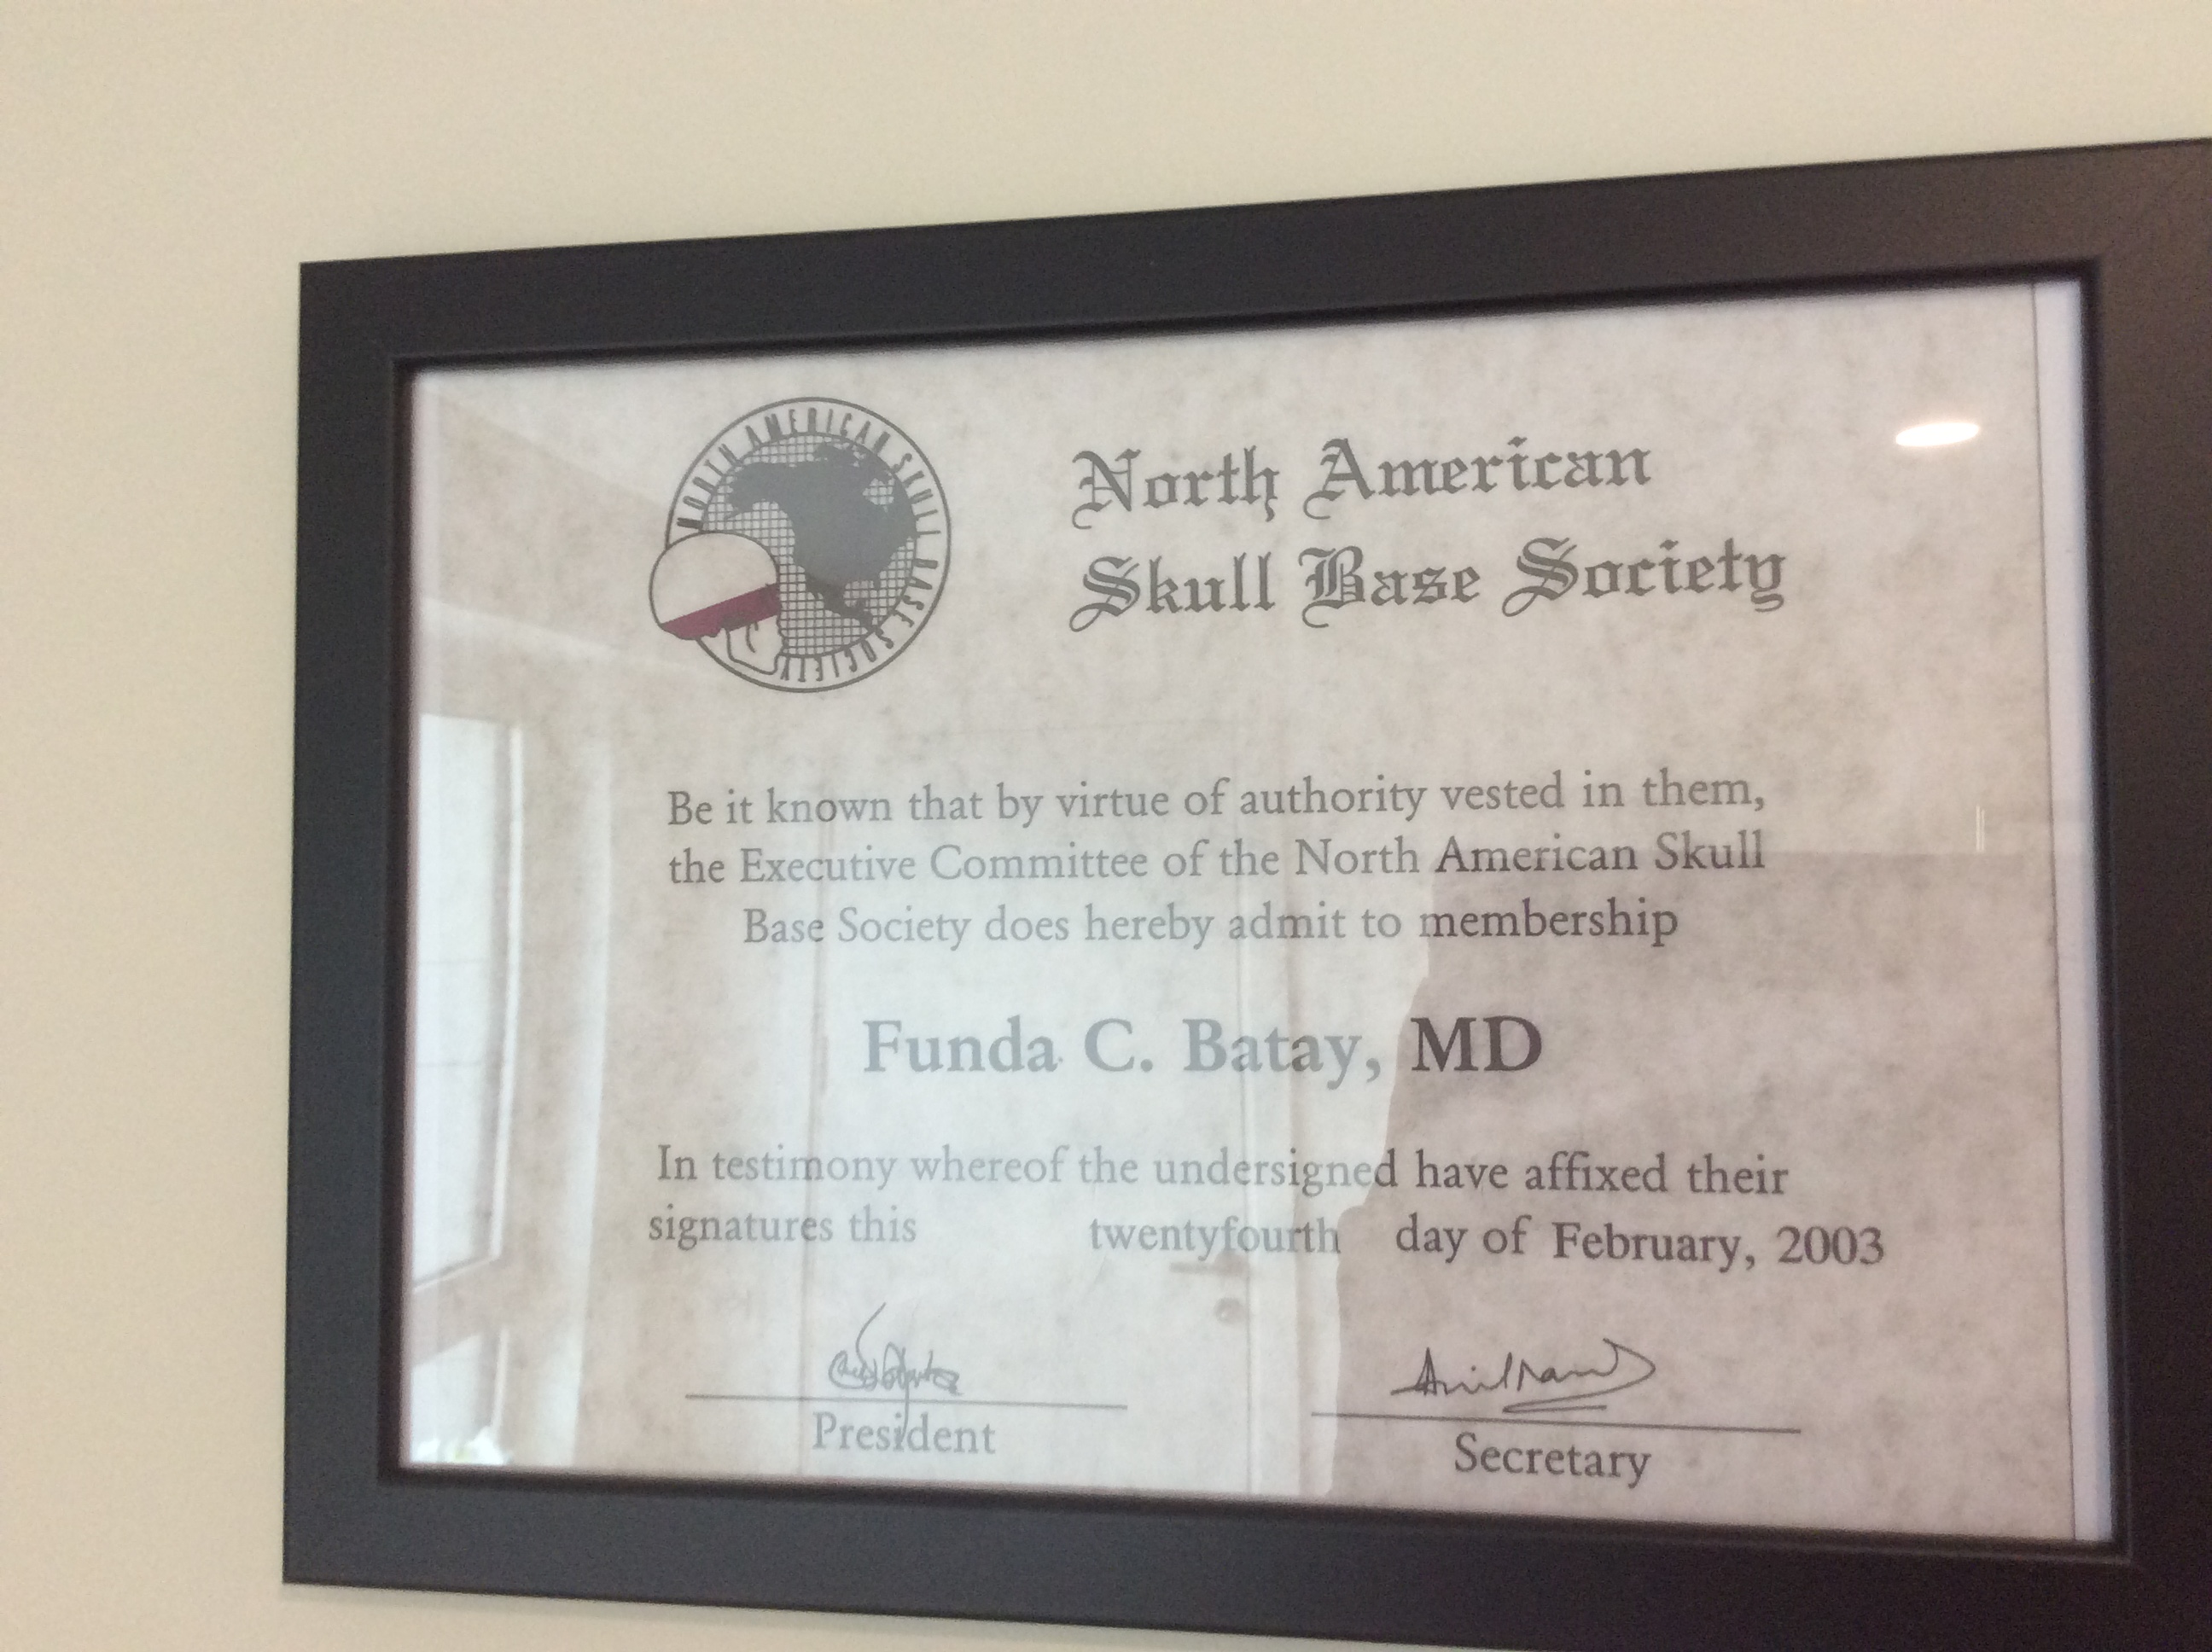 NORTH AMERICAN SKULL BASE SOCIETY
North American
Skull Base Society
Be it known that by virtue of authority vested in them,
the Executive Committee of the North American Skull
Base Society does hereby admit to membership
Funda C. Batay, MD
In testimony whereof the undersigned have affixed their
signatures this twentyfourth day of February, 2003
President
Secretary